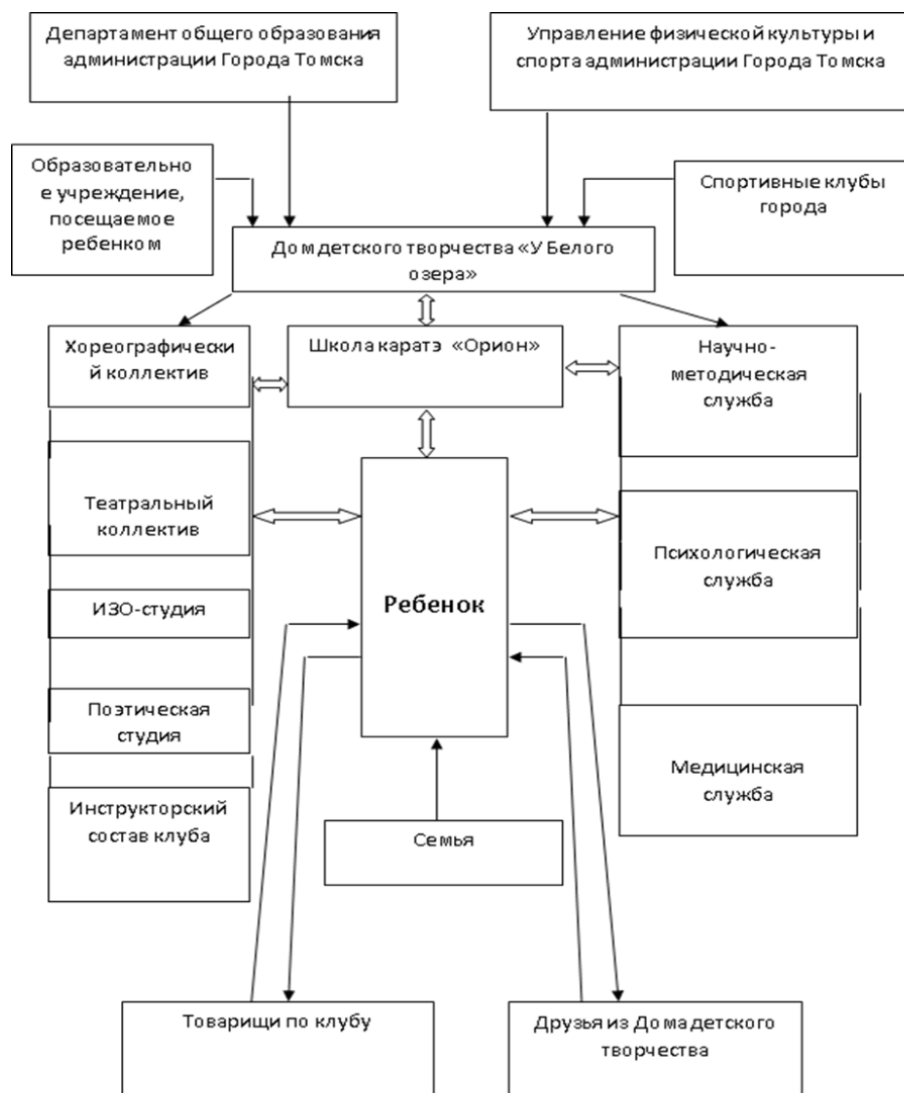 Департамент общего образования
администрации Города Томска
Управление физической культуры и
спорта администрации Города Томска
Образовательно
е учреждение,
посещаемое
ребенком
Спортивные клубы
города
Дом детского творчества «У Белого
озера»
Хореографически
й коллектив
Школа каратэ «Орион»
Научно-
методическая
служба
Театральный
коллектив
Психологическая
служба
Ребенок
ИЗО-студия
Поэтическая
студия
Медицинская
служба
Инструкторский
состав клуба
Семья
Товарищи по клубу
Друзья из Дома детского
творчества